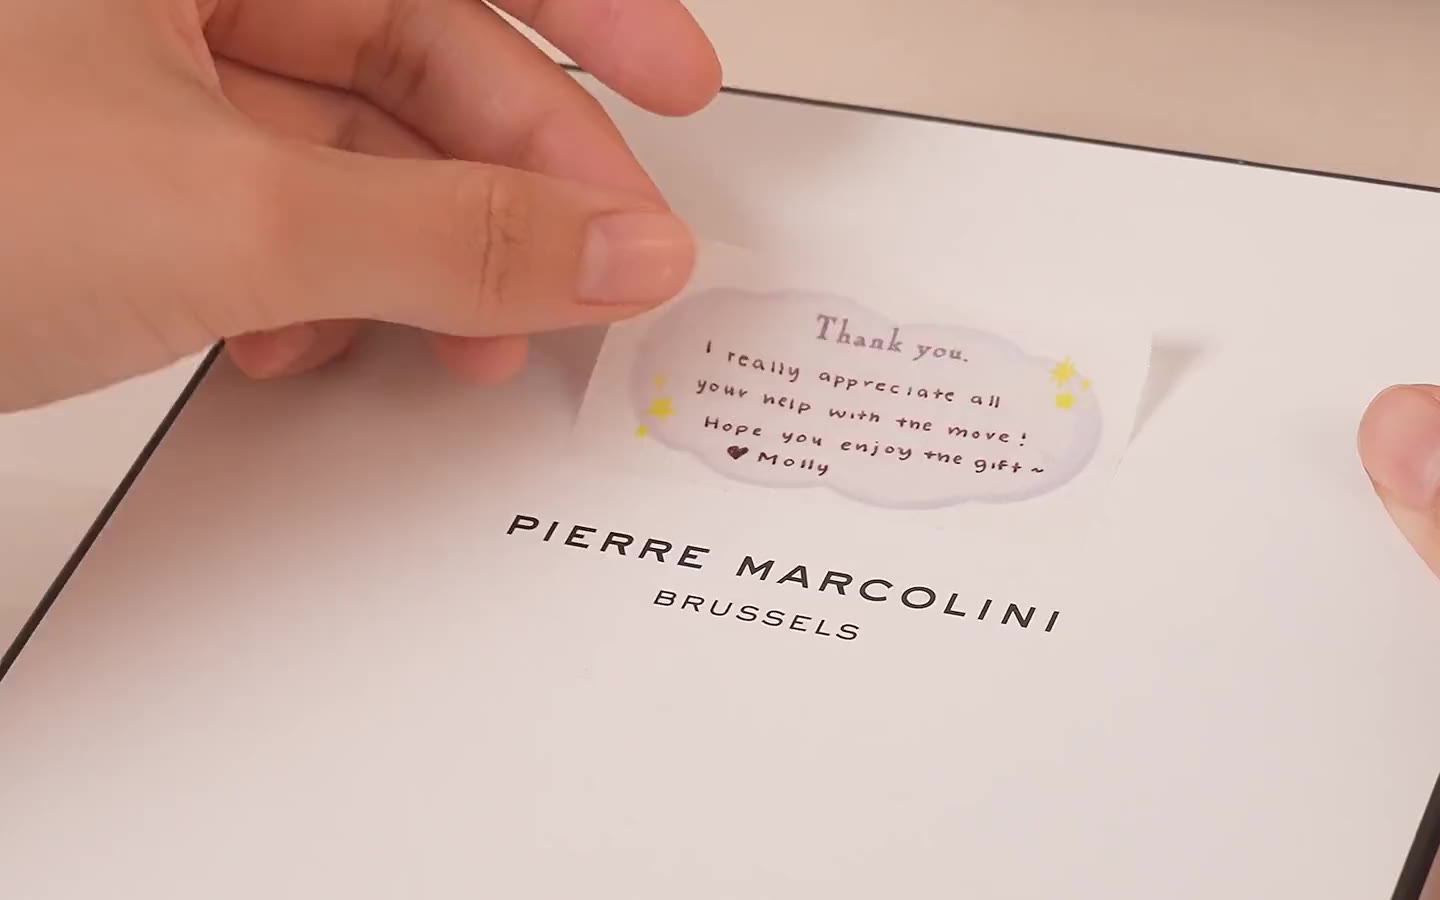 Thank you.
I really appreciate all
your help with the move!
Hope you enjoy the gift ~
♥ Molly
PIERRE MARCOLINI
BRUSSELS